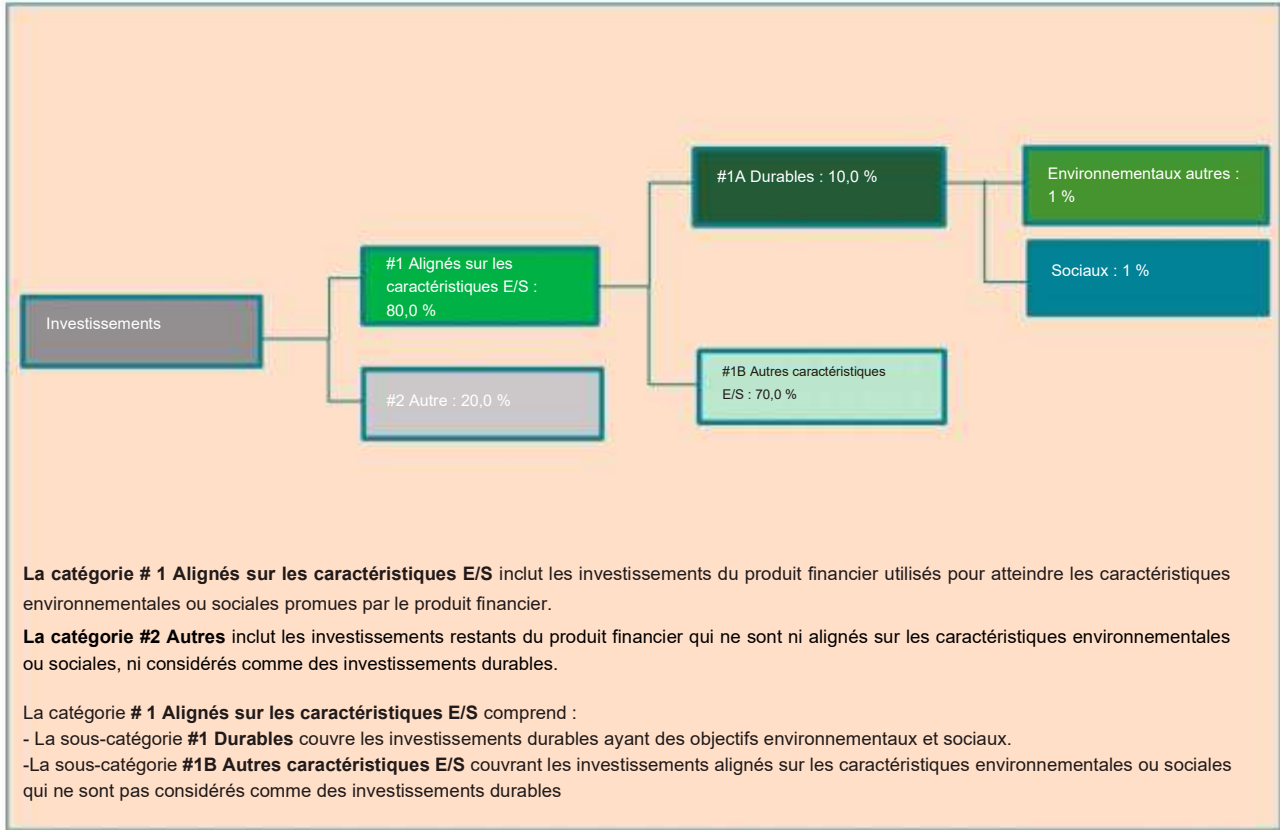 #1A Durables : 10,0 %
Environnementaux autres :
1 %
#1 Alignés sur les
caractéristiques E/S :
80,0 %
Sociaux : 1 %
Investissements
#2 Autre : 20,0 %
#1B Autres caractéristiques
E/S : 70,0 %
La catégorie # 1 Alignés sur les caractéristiques E/S inclut les investissements du produit financier utilisés pour atteindre les caractéristiques
environnementales ou sociales promues par le produit financier.
La catégorie #2 Autres inclut les investissements restants du produit financier qui ne sont ni alignés sur les caractéristiques environnementales
ou sociales, ni considérés comme des investissements durables.
La catégorie # 1 Alignés sur les caractéristiques E/S comprend :
- La sous-catégorie #1 Durables couvre les investissements durables ayant des objectifs environnementaux et sociaux.
-La sous-catégorie #1B Autres caractéristiques E/S couvrant les investissements alignés sur les caractéristiques environnementales ou sociales
qui ne sont pas considérés comme des investissements durables